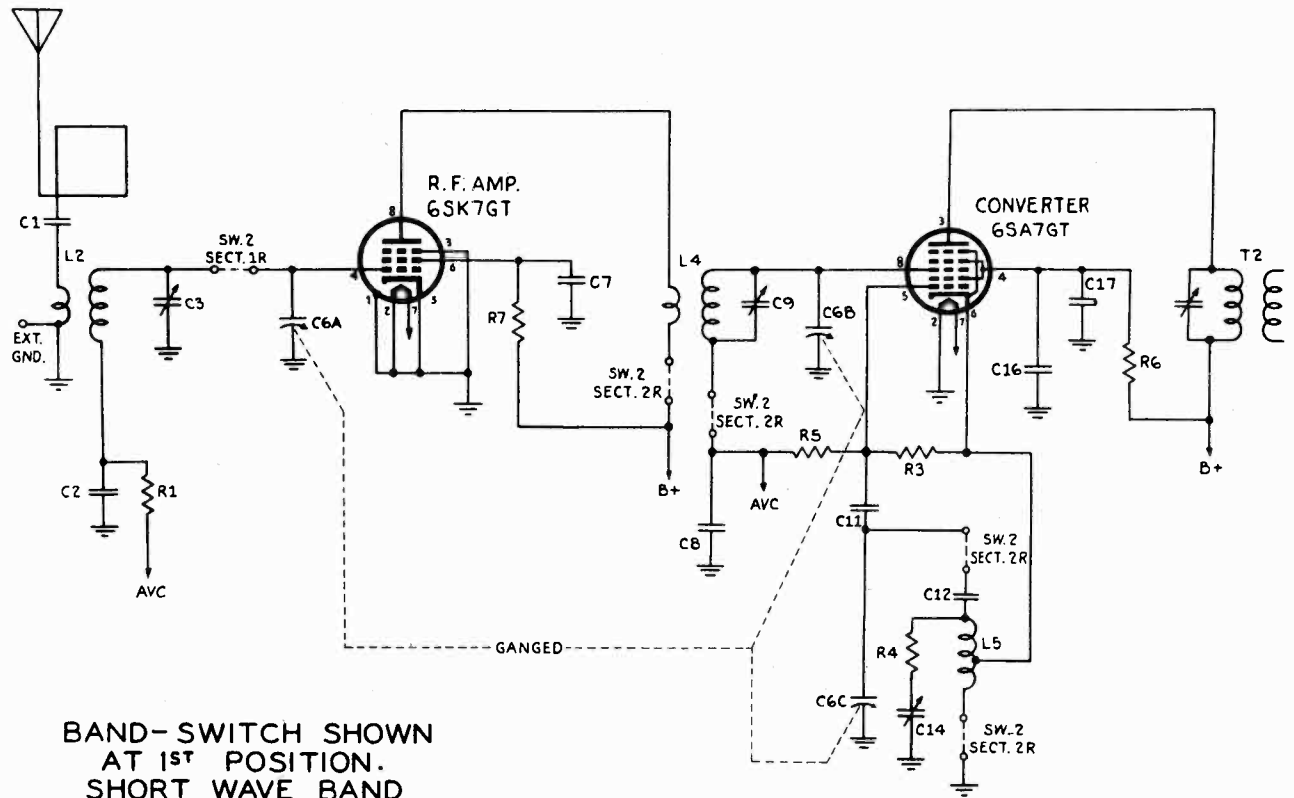 R.F. AMP.
6SK7GT
CONVERTER
6SA7GT
C1
L2
SW.2
SECT.1R
C3
C6A
EXT.
GND.
C2
R1
AVC
8
4
3
6
1
2
7
5
R7
C7
L4
C9
C6B
SW.2
SECT. 2R
SW.2
SECT. 2R
B+
3
8
5
4
2
7
6
C16
C17
R6
T2
B+
R5
R3
AVC
C8
C11
SW.2
SECT. 2R
C12
R4
L5
C6C
C14
SW.2
SECT. 2R
GANGED
BAND-SWITCH SHOWN
AT 1ST POSITION.
SHORT WAVE BAND